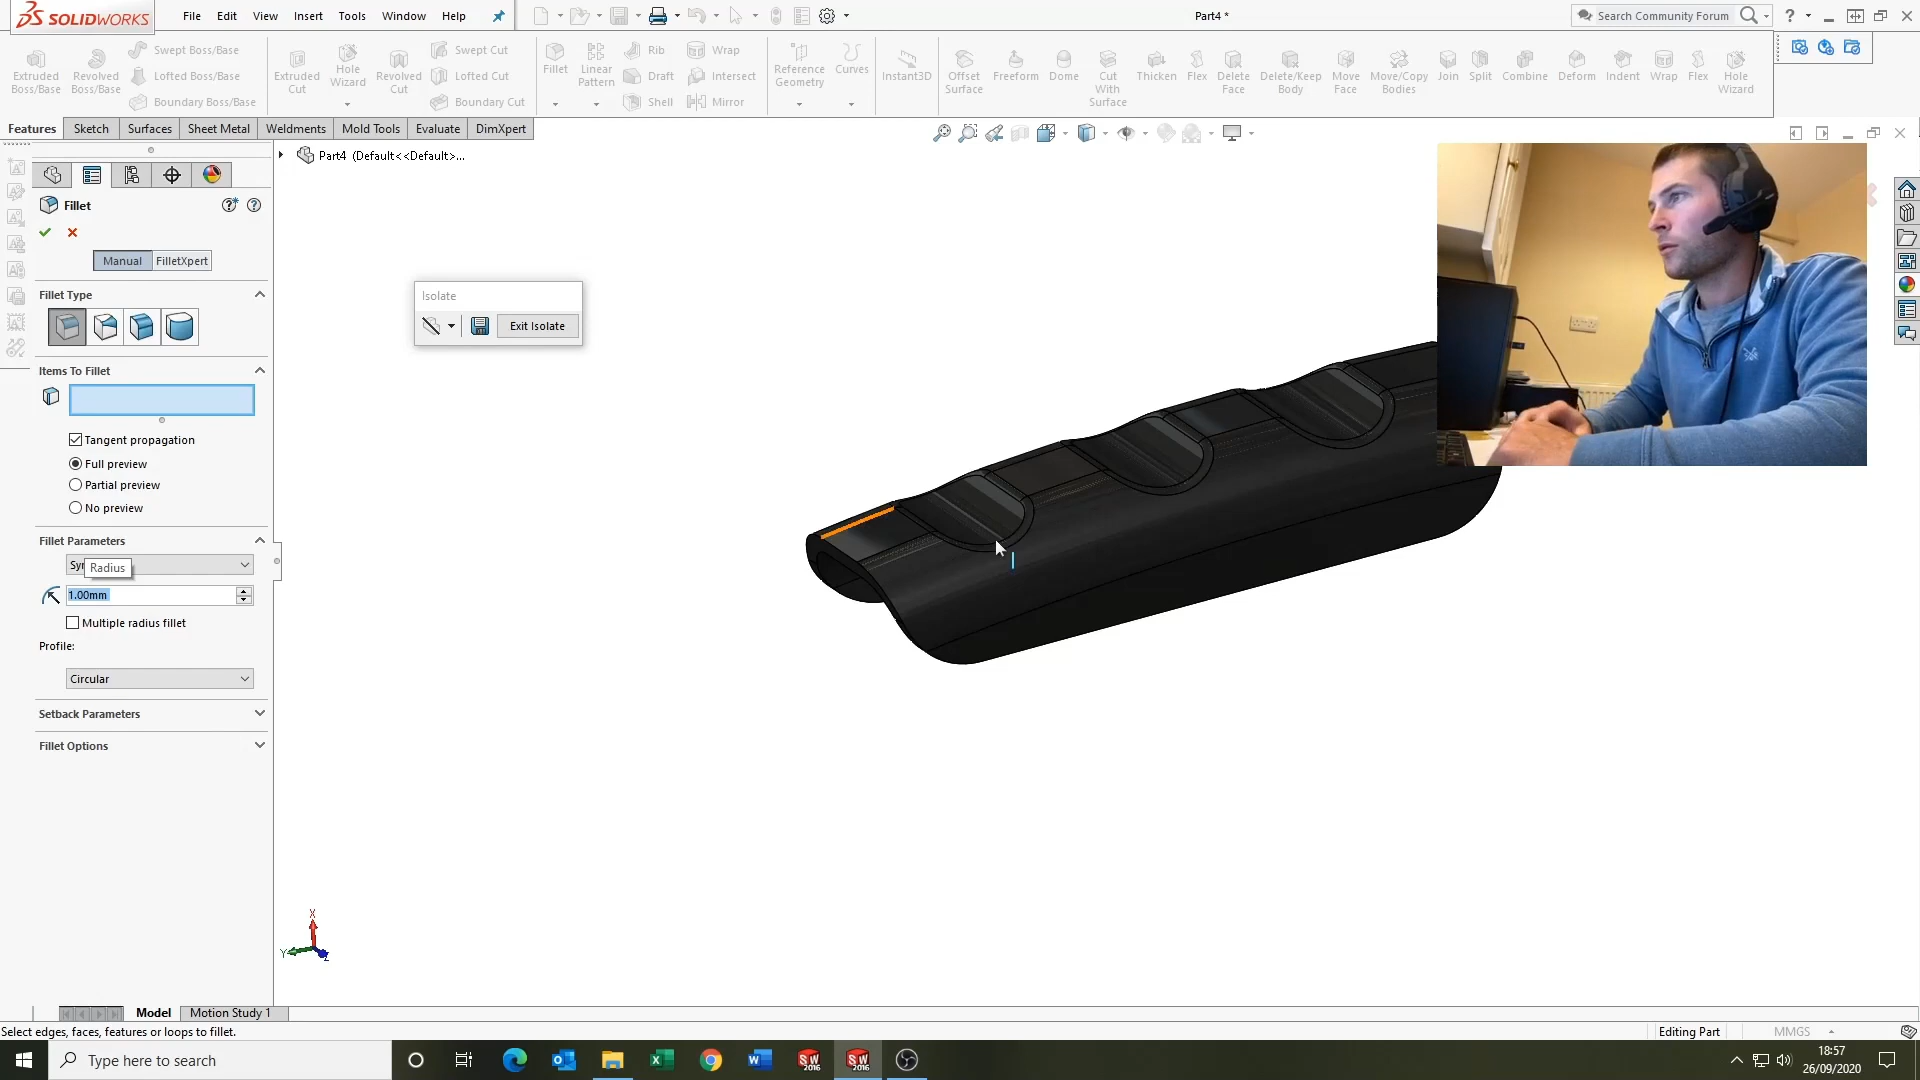 SOLIDWORKS
File Edit View Insert Tools Window Help
Part4 *
Search Community Forum
Extruded Boss/Base
Revolved Boss/Base
Swept Boss/Base
Lofted Boss/Base
Boundary Boss/Base
Extruded Cut
Hole Wizard
Revolved Cut
Swept Cut
Lofted Cut
Boundary Cut
Fillet
Linear Pattern
Rib
Draft
Shell
Wrap
Intersect
Mirror
Reference Geometry
Curves
Instant3D
Offset Surface
Freeform
Dome
Cut With Surface
Thicken
Flex
Delete Face
Delete/Keep Body
Move Face
Move/Copy Bodies
Join
Split
Combine
Deform
Indent
Wrap
Flex
Hole Wizard
Features Sketch Surfaces Sheet Metal Weldments Mold Tools Evaluate DimXpert
Part4 (Default<<Default>...
Fillet
Manual FilletXpert
Fillet Type
Isolate
Exit Isolate
Items To Fillet
Tangent propagation
Full preview
Partial preview
No preview
Fillet Parameters
Syr
Radius
1.00mm
Multiple radius fillet
Profile:
Circular
Setback Parameters
Fillet Options
X
Y
Z
Model Motion Study 1
Select edges, faces, features or loops to fillet.
Editing Part
MMGS
Type here to search
SW 2016
SW 2016
18:57
26/09/2020